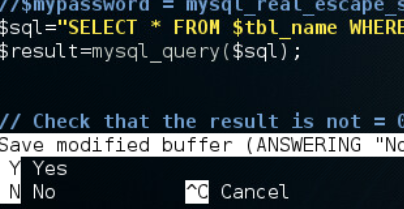 //$mypassword = mysql_real_escape_s
$sql="SELECT * FROM $tbl_name WHERE
$result=mysql_query($sql);
// Check that the result is not = 0
Save modified buffer (ANSWERING "No
Y Yes
N No ^C Cancel